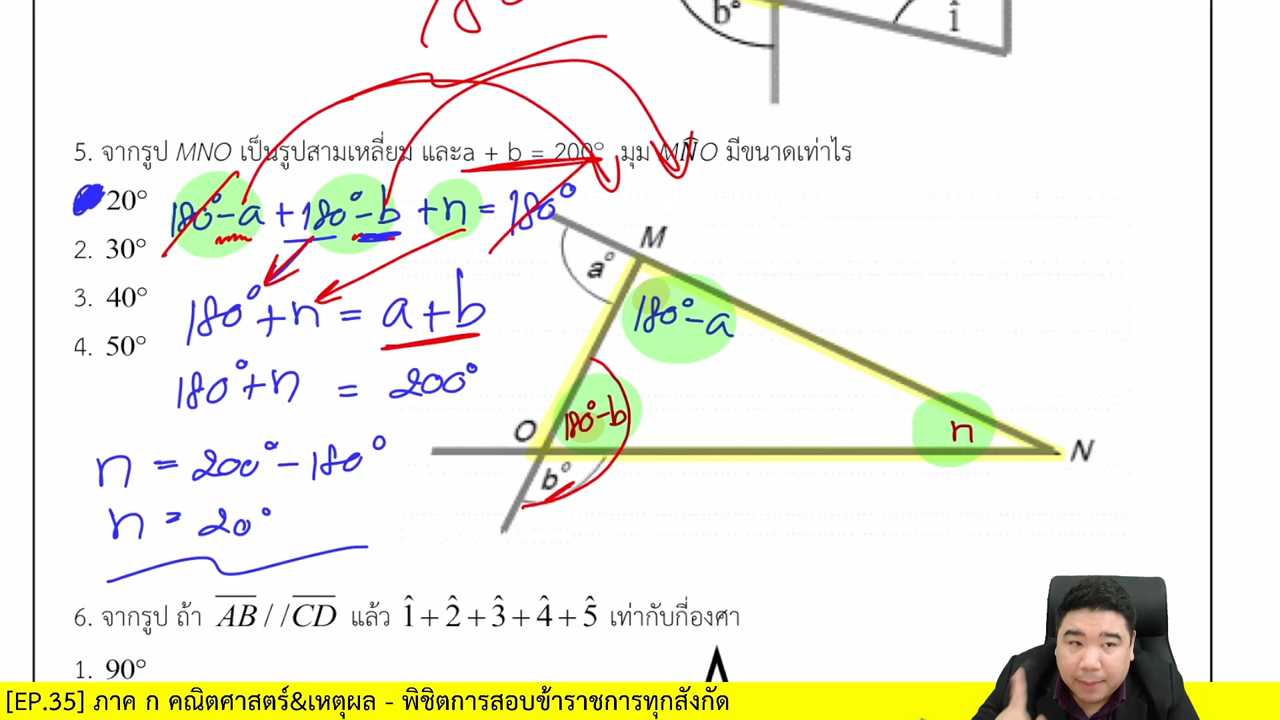 180
b°
1̂
5. จากรูป MNO เป็นรูปสามเหลี่ยม และa + b = 200° มุม MN̂O มีขนาดเท่าไร
20°
180°-a + 180°-b + n = 180°
2. 30°
3. 40°
180°+n = a+b
4. 50°
180°+n = 200°
n = 200°-180°
n = 20°
M
a°
180°-a
O
180°-b
n
N
b°
6. จากรูป ถ้า A͞B͞ / / C͞D͞ แล้ว 1̂ + 2̂ + 3̂ + 4̂ + 5̂ เท่ากับกี่องศา
1. 90°
[EP.35] ภาค ก คณิตศาสตร์&เหตุผล - พิชิตการสอบข้าราชการทุกสังกัด